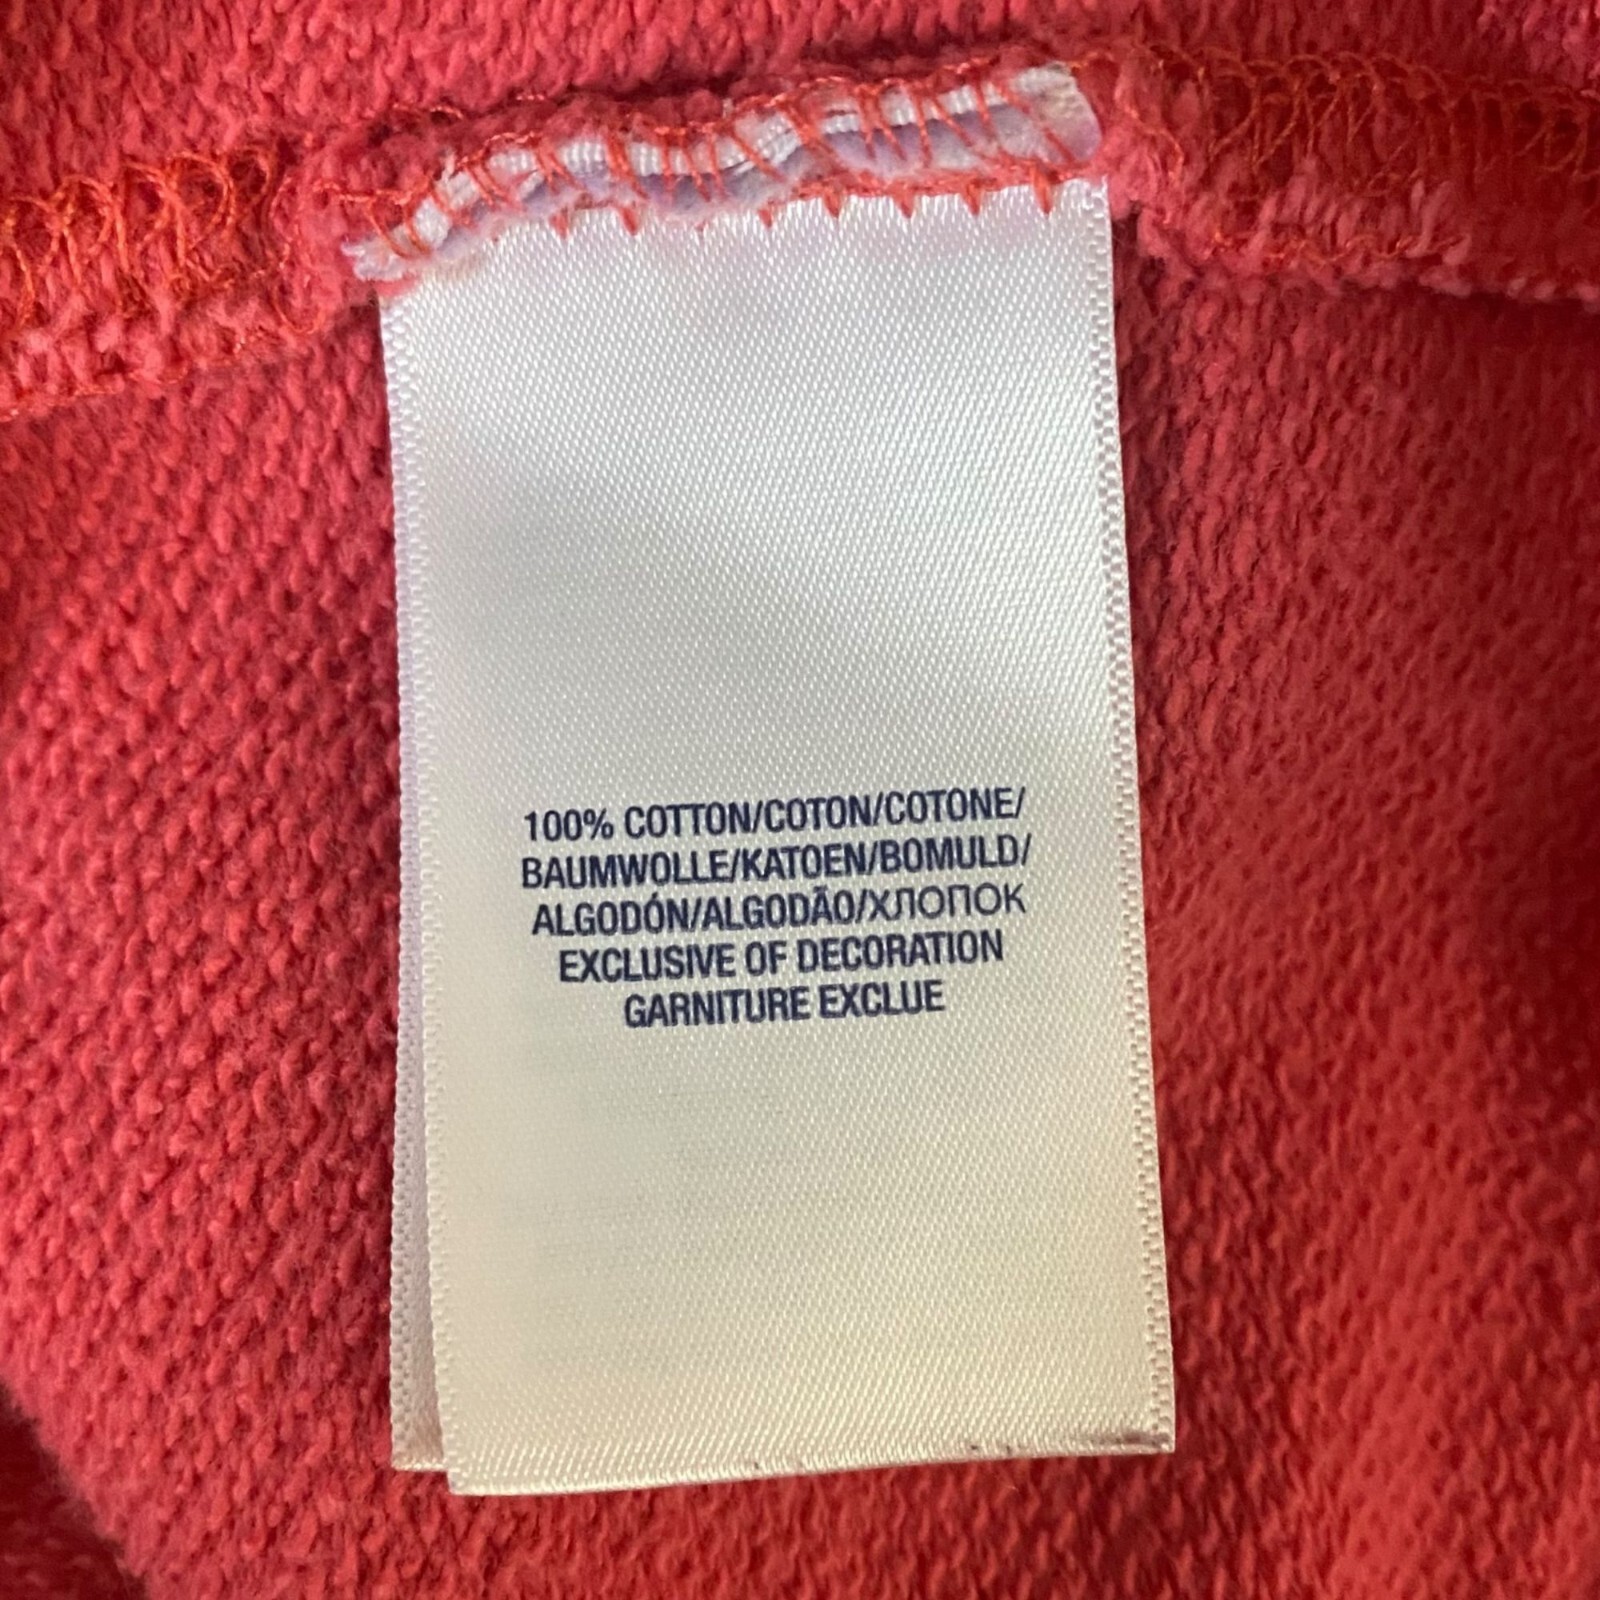 100% COTTON/COTON/COTONE/
BAUMWOLLE/KATOEN/BOMULD/
ALGODÓN/ALGODÃO/ХЛОПОК
EXCLUSIVE OF DECORATION
GARNITURE EXCLUE